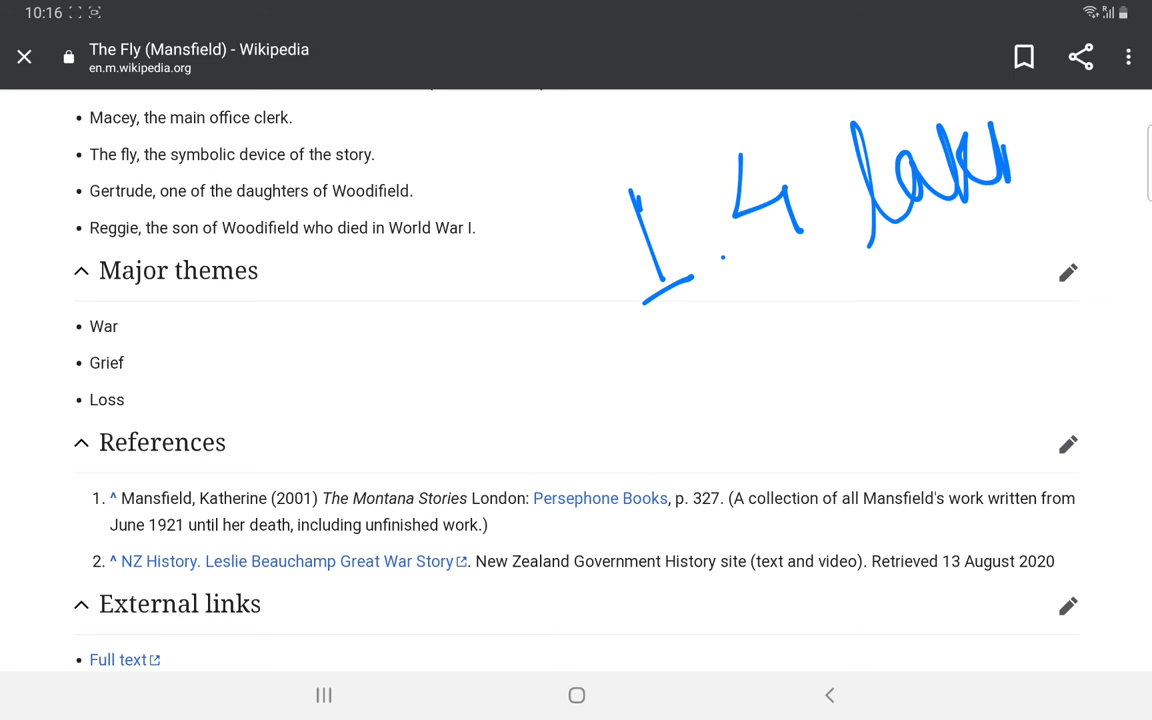 10:16
The Fly (Mansfield) - Wikipedia
en.m.wikipedia.org
• Macey, the main office clerk.
• The fly, the symbolic device of the story.
• Gertrude, one of the daughters of Woodifield.
• Reggie, the son of Woodifield who died in World War I.
1.4
Major themes
• War
• Grief
• Loss
References
1. ^ Mansfield, Katherine (2001) The Montana Stories London: Persephone Books, p. 327. (A collection of all Mansfield's work written from
June 1921 until her death, including unfinished work.)
2. ^ NZ History. Leslie Beauchamp Great War Story. New Zealand Government History site (text and video). Retrieved 13 August 2020
External links
• Full text